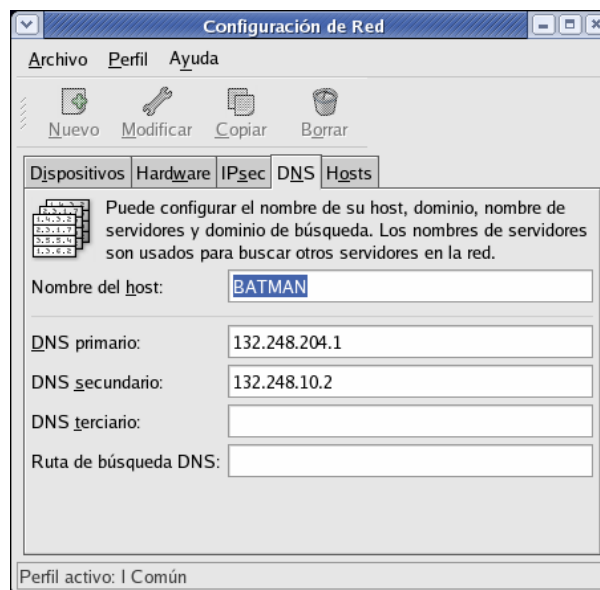 Configuración de Red
Archivo Perfil Ayuda
Nuevo Modificar Copiar Borrar
Dispositivos Hardware IPsec DNS Hosts
Puede configurar el nombre de su host, dominio, nombre de
servidores y dominio de búsqueda. Los nombres de servidores
son usados para buscar otros servidores en la red.
Nombre del host: BATMAN
DNS primario: 132.248.204.1
DNS secundario: 132.248.10.2
DNS terciario:
Ruta de búsqueda DNS:
Perfil activo: l Común